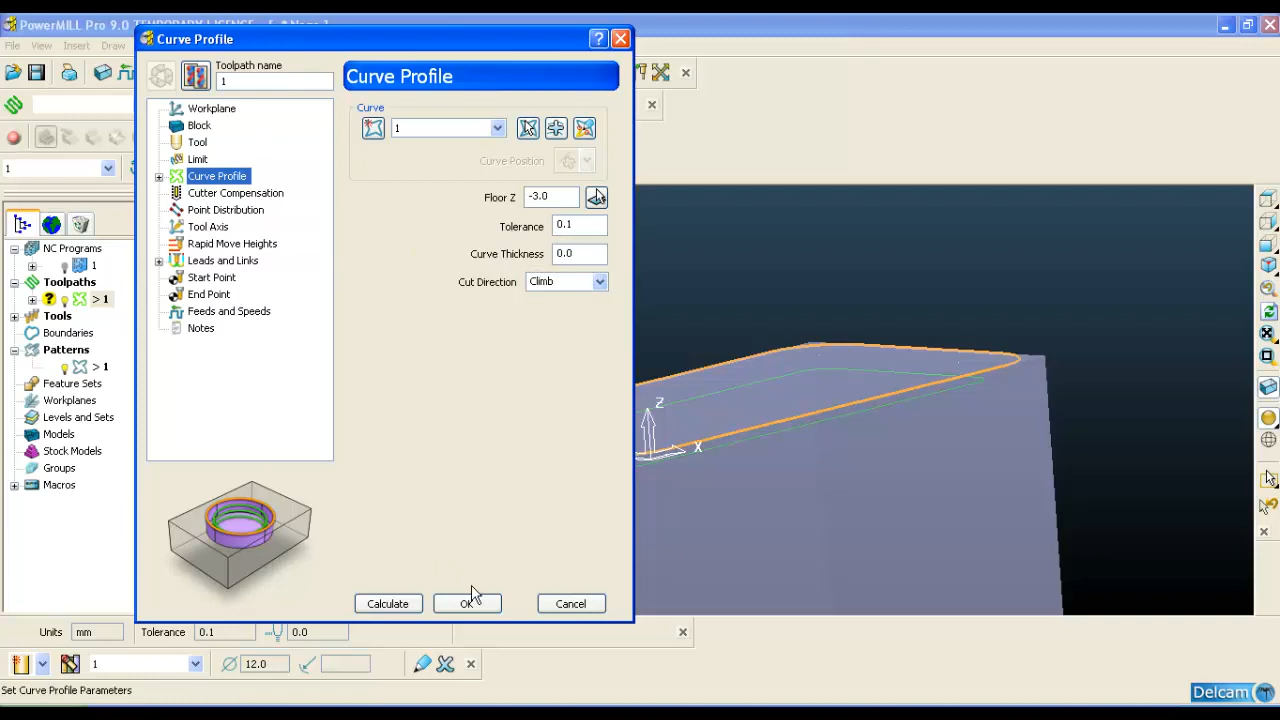 PowerMILL Pro 9.0 TEMPORARY LICENCE
File View Insert Draw
Curve Profile
Toolpath name
1
Curve Profile
Workplane
Block
Tool
Limit
Curve Profile
Cutter Compensation
Point Distribution
Tool Axis
Rapid Move Heights
Leads and Links
Start Point
End Point
Feeds and Speeds
Notes
Curve
1
Curve Position
Floor Z -3.0
Tolerance 0.1
Curve Thickness 0.0
Cut Direction Climb
Calculate OK Cancel
1
NC Programs
1
Toolpaths
> 1
Tools
Boundaries
Patterns
> 1
Feature Sets
Workplanes
Levels and Sets
Models
Stock Models
Groups
Macros
Z
X
Units mm Tolerance 0.1 0.0
1 12.0
Set Curve Profile Parameters
Delcam